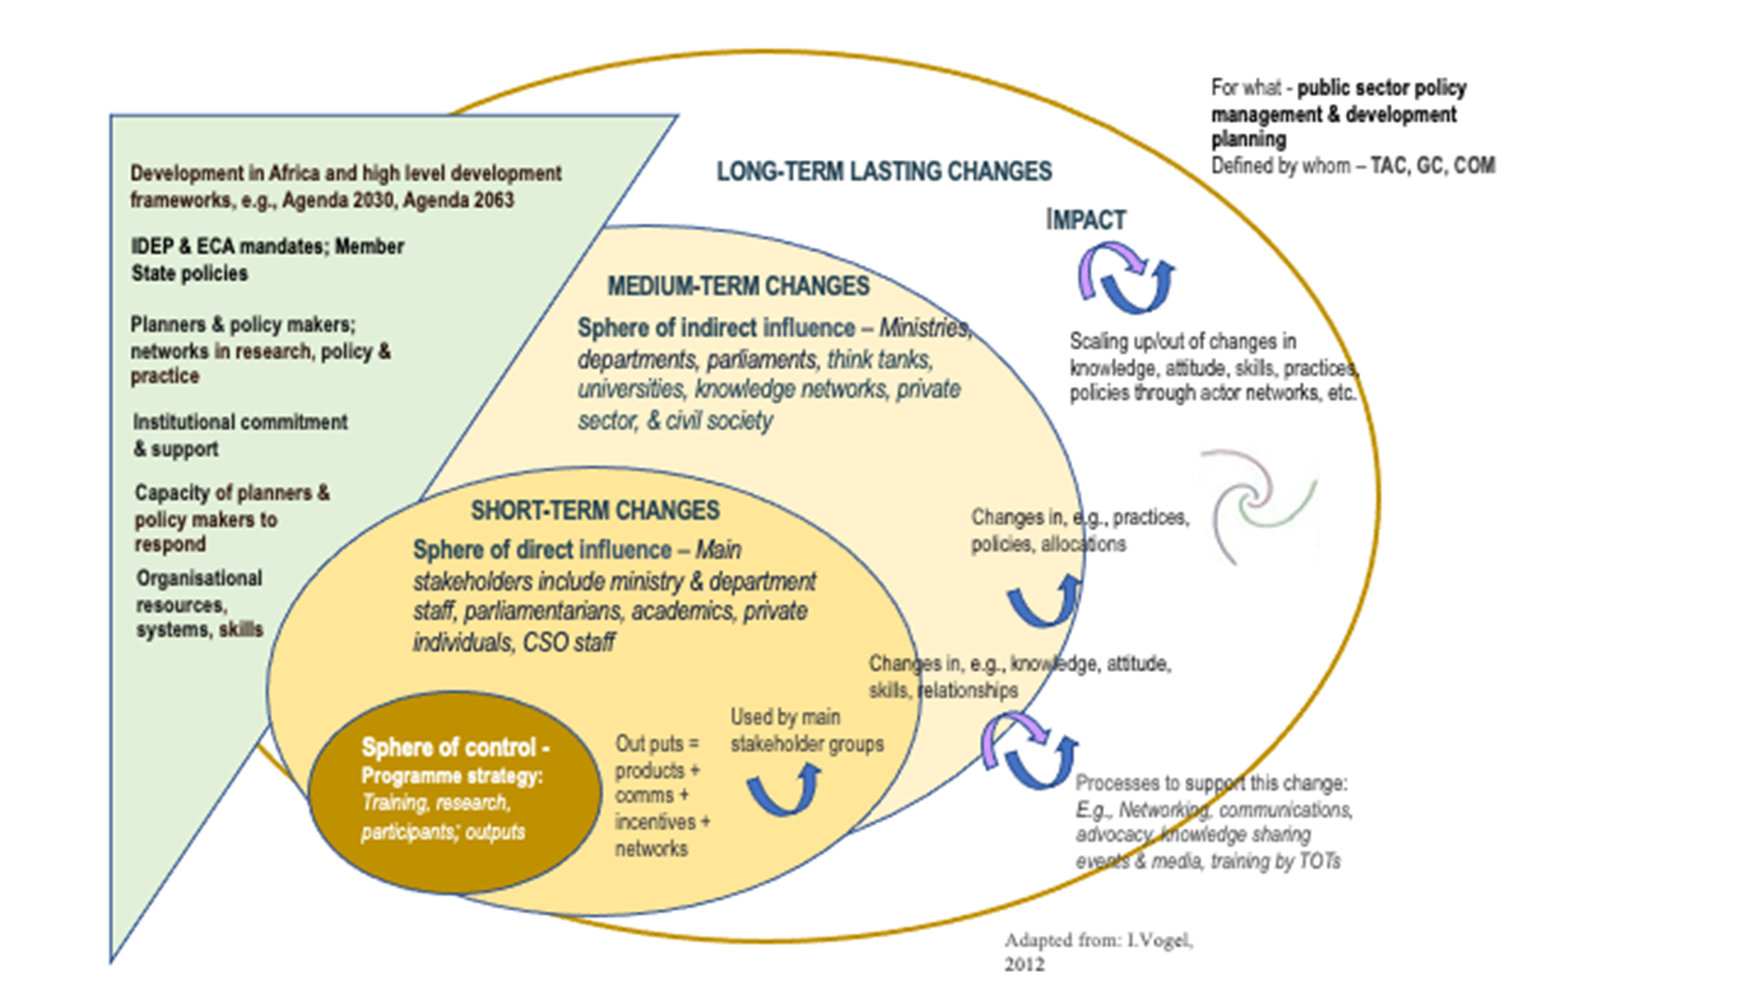 For what - public sector policy
management & development
planning
Defined by whom – TAC, GC, COM
LONG-TERM LASTING CHANGES
IMPACT
Scaling up/out of changes in
knowledge, attitude, skills, practices,
policies through actor networks, etc.
Development in Africa and high level development
frameworks, e.g., Agenda 2030, Agenda 2063
IDEP & ECA mandates; Member
State policies
Planners & policy makers;
networks in research, policy &
practice
Institutional commitment
& support
Capacity of planners &
policy makers to
respond
Organisational
resources,
systems, skills
MEDIUM-TERM CHANGES
Sphere of indirect influence – Ministries,
departments, parliaments, think tanks,
universities, knowledge networks, private
sector, & civil society
Changes in, e.g., practices,
policies, allocations
SHORT-TERM CHANGES
Sphere of direct influence – Main
stakeholders include ministry & department
staff, parliamentarians, academics, private
individuals, CSO staff
Changes in, e.g., knowledge, attitude,
skills, relationships
Used by main
stakeholder groups
Out puts =
products +
comms +
incentives +
networks
Sphere of control -
Programme strategy:
Training, research,
participants; outputs
Processes to support this change:
E.g., Networking, communications,
advocacy, knowledge sharing
events & media, training by TOTs
Adapted from: I.Vogel,
2012